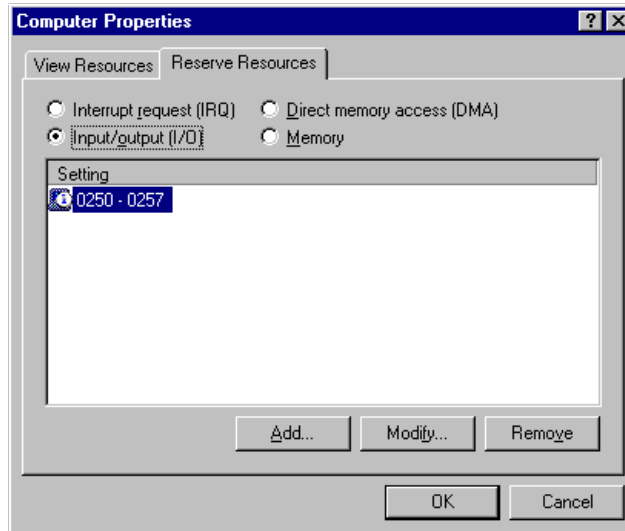 Computer Properties
View Resources Reserve Resources
Interrupt request (IRQ) Direct memory access (DMA)
Input/output (I/O) Memory
Setting
0250 - 0257
Add... Modify... Remove
OK Cancel